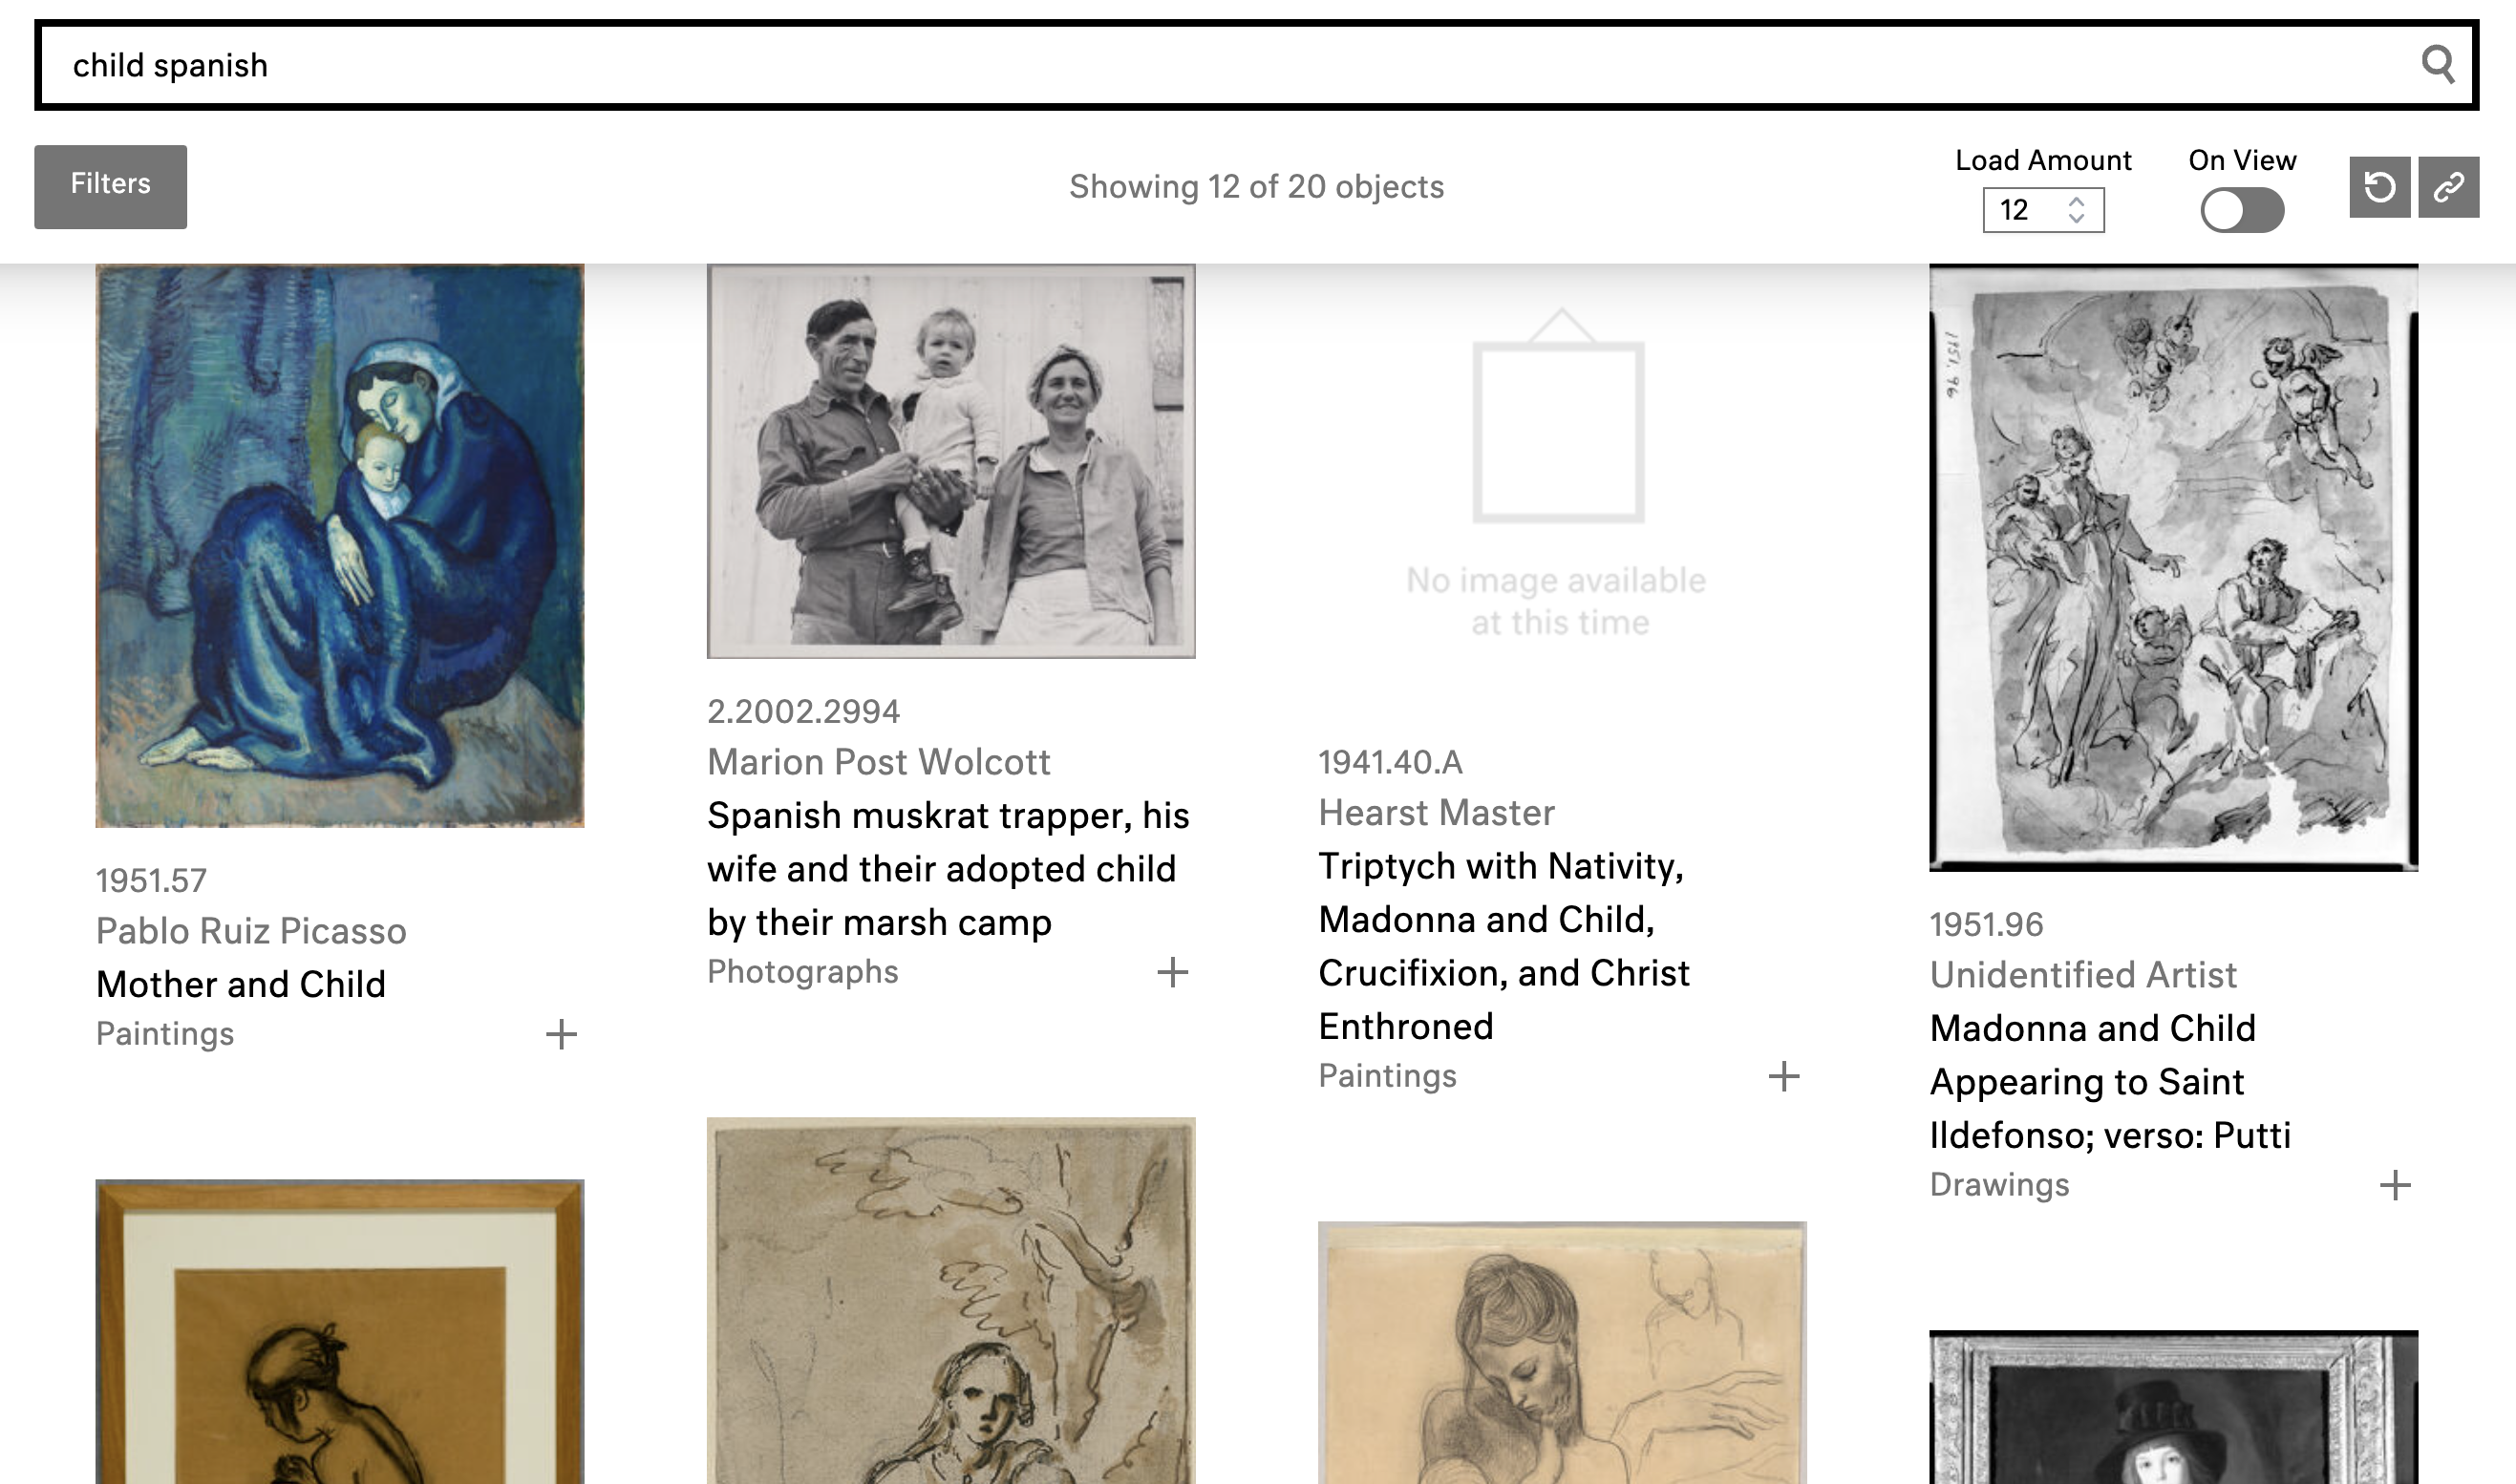 child spanish
Filters
Showing 12 of 20 objects
Load Amount
12
On View
1951.57
Pablo Ruiz Picasso
Mother and Child
Paintings
2.2002.2994
Marion Post Wolcott
Spanish muskrat trapper, his
wife and their adopted child
by their marsh camp
Photographs
No image available
at this time
1941.40.A
Hearst Master
Triptych with Nativity,
Madonna and Child,
Crucifixion, and Christ
Enthroned
Paintings
1951.96
1951.96
Unidentified Artist
Madonna and Child
Appearing to Saint
Ildefonso; verso: Putti
Drawings